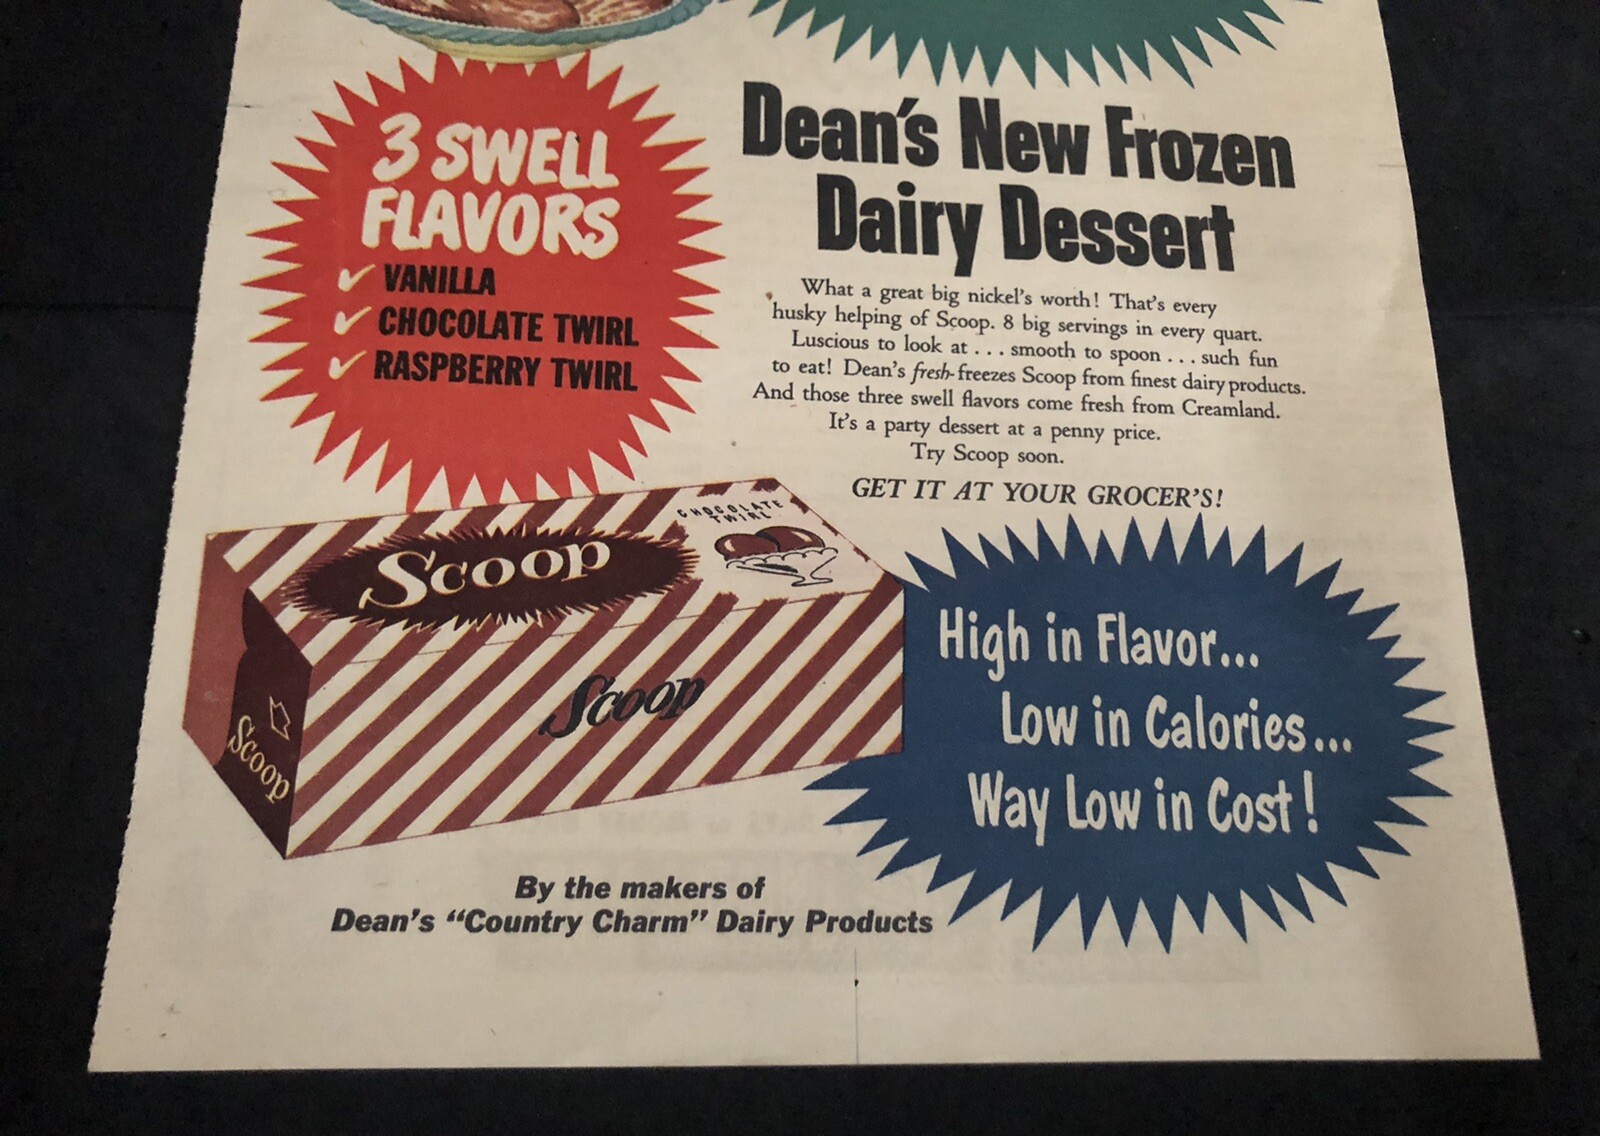 3 SWELL
FLAVORS
VANILLA
CHOCOLATE TWIRL
RASPBERRY TWIRL
Dean's New Frozen
Dairy Dessert
What a great big nickel's worth! That's every
husky helping of Scoop. 8 big servings in every quart.
Luscious to look at . . . smooth to spoon . . . such fun
to eat! Dean's fresh-freezes Scoop from finest dairy products.
And those three swell flavors come fresh from Creamland.
It's a party dessert at a penny price.
Try Scoop soon.
GET IT AT YOUR GROCER'S!
CHOCOLATE
TWIRL
Scoop
Scoop
Scoop
High in Flavor...
Low in Calories...
Way Low in Cost!
By the makers of
Dean's "Country Charm" Dairy Products